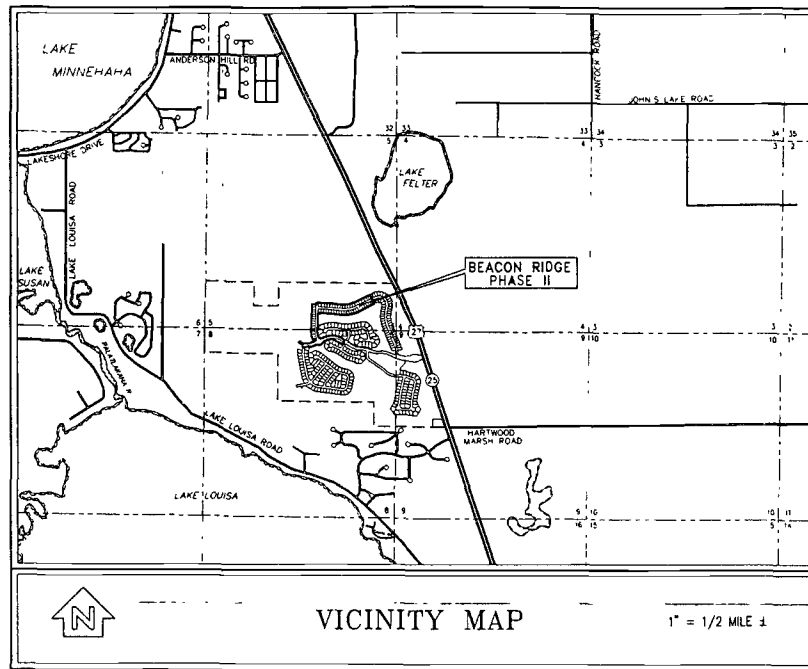 LAKE
MINNEHAHA
ANDERSON HILL RD
HANCOCK ROAD
JOHN'S LAKE ROAD
32 33
5 4
33 34
4 3
34 35
3 2
LAKESHORE DRIVE
LAKE
FELTER
LAKE LOUISA ROAD
LAKE
SUSAN
BEACON RIDGE
PHASE II
6 5
7 8
27
4 3
9 10
3 2
10 11
25
LAKE LOUISA ROAD
HARTWOOD
MARSH ROAD
LAKE LOUISA
8 9
9 10
16 15
10 11
N
VICINITY MAP
1" = 1/2 MILE ±